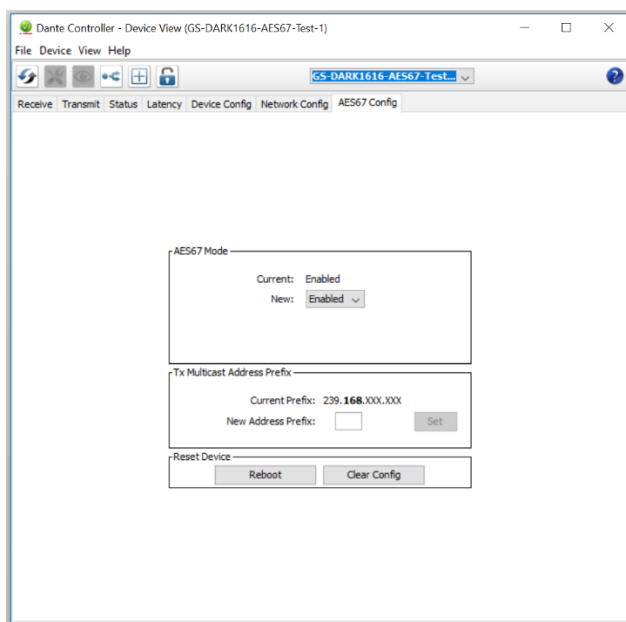 Dante Controller - Device View (GS-DARK1616-AES67-Test-1)
File Device View Help
GS-DARK1616-AES67-Test...
?
Receive Transmit Status Latency Device Config Network Config AES67 Config
AES67 Mode
Current: Enabled
New: Enabled
Tx Multicast Address Prefix
Current Prefix: 239.168.XXX.XXX
New Address Prefix: Set
Reset Device
Reboot Clear Config